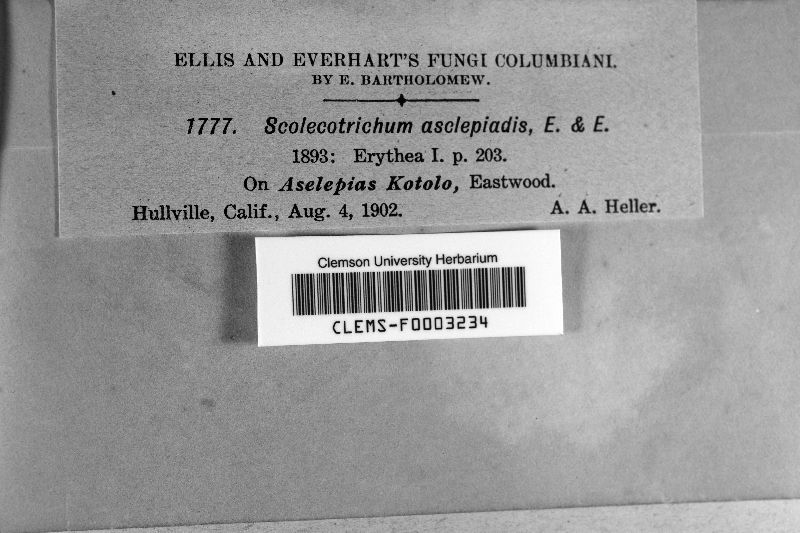 ELLIS AND EVERHART'S FUNGI COLUMBIANI.
BY E. BARTHOLOMEW.
1777. Scolecotrichum asclepiadis, E. & E.
1893: Erythea I. p. 203.
On Aselepias Kotolo, Eastwood.
Hullville, Calif., Aug. 4, 1902. A. A. Heller.
Clemson University Herbarium
CLEMS-F0003234